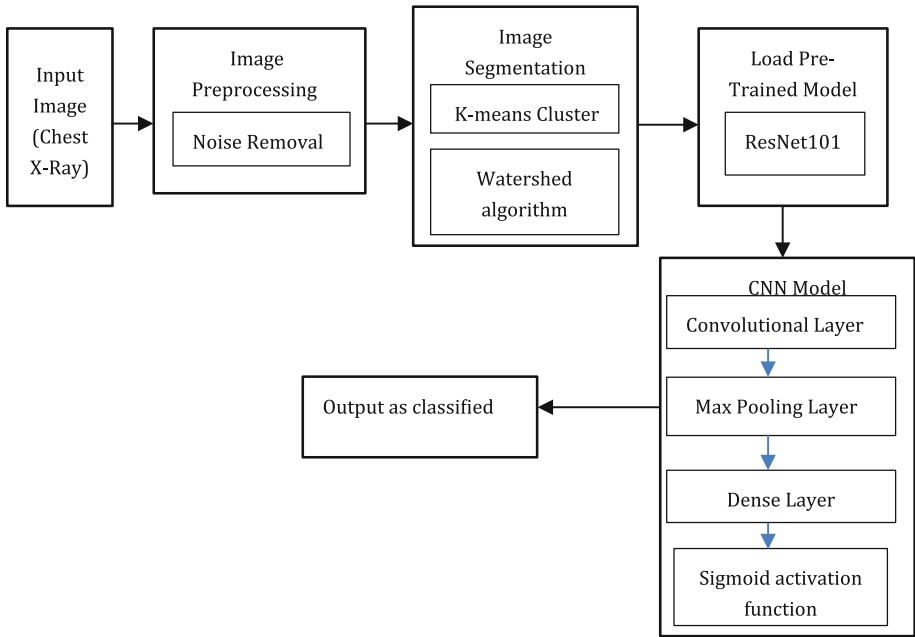 Input
Image
(Chest
X-Ray)
Image
Preprocessing
Noise Removal
Image
Segmentation
K-means Cluster
Watershed
algorithm
Load Pre-
Trained Model
ResNet101
CNN Model
Convolutional Layer
Max Pooling Layer
Dense Layer
Sigmoid activation
function
Output as classified